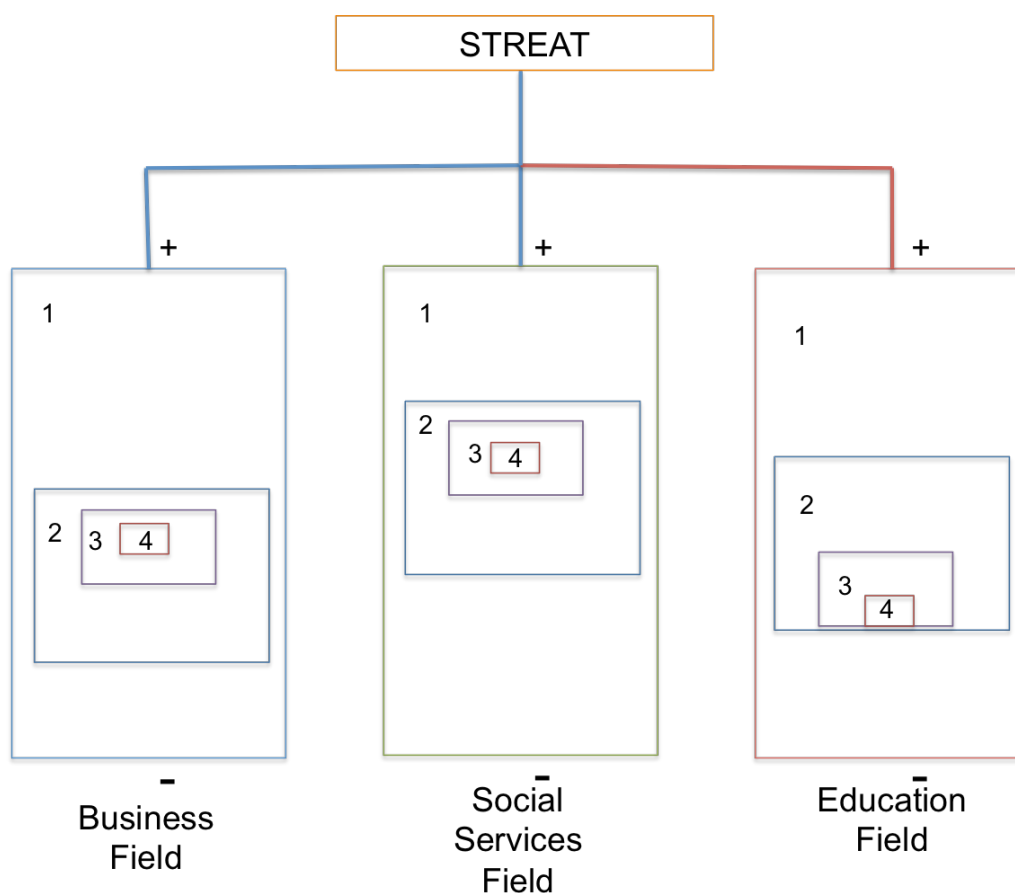 STREAT
+ + +
1 1 1
2 3 4
2 3 4
2 3 4
- - -
Business
Field
Social
Services
Field
Education
Field